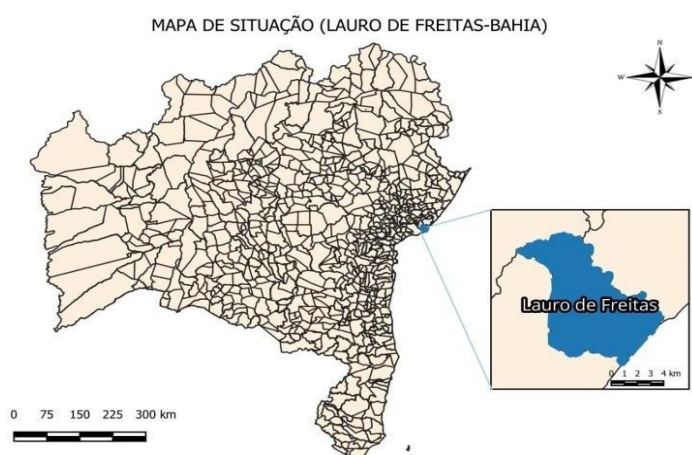 MAPA DE SITUAÇÃO (LAURO DE FREITAS-BAHIA)
N
W
S
Lauro de Freitas
0 1 2 3 4 km
0 75 150 225 300 km